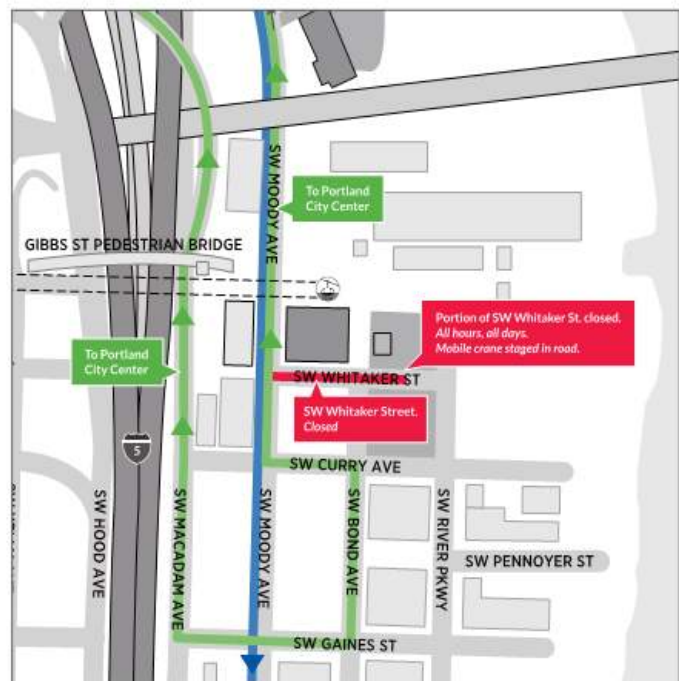 SW MOODY AVE
To Portland
City Center
GIBBS ST PEDESTRIAN BRIDGE
Portion of SW Whitaker St. closed.
All hours, all days.
Mobile crane staged in road.
To Portland
City Center
SW WHITAKER ST
SW Whitaker Street.
Closed
5
SW CURRY AVE
SW HOOD AVE
SW MACADAM AVE
SW MOODY AVE
SW BOND AVE
SW RIVER PKWY
SW PENNOYER ST
SW GAINES ST